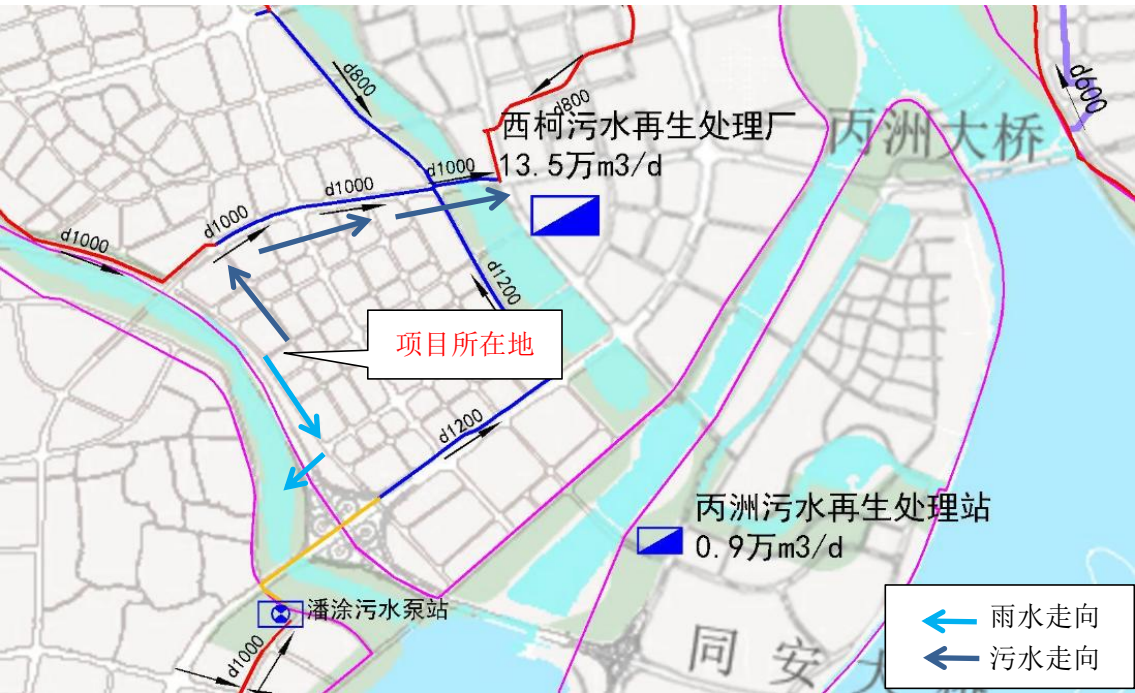 d800
d800
d600
西柯污水再生处理厂
13.5万m3/d
丙洲大桥
d1000
d1000
d1000
d1000
d1200
项目所在地
d1200
丙洲污水再生处理站
0.9万m3/d
潘涂污水泵站
d1000
同安大
雨水走向
污水走向